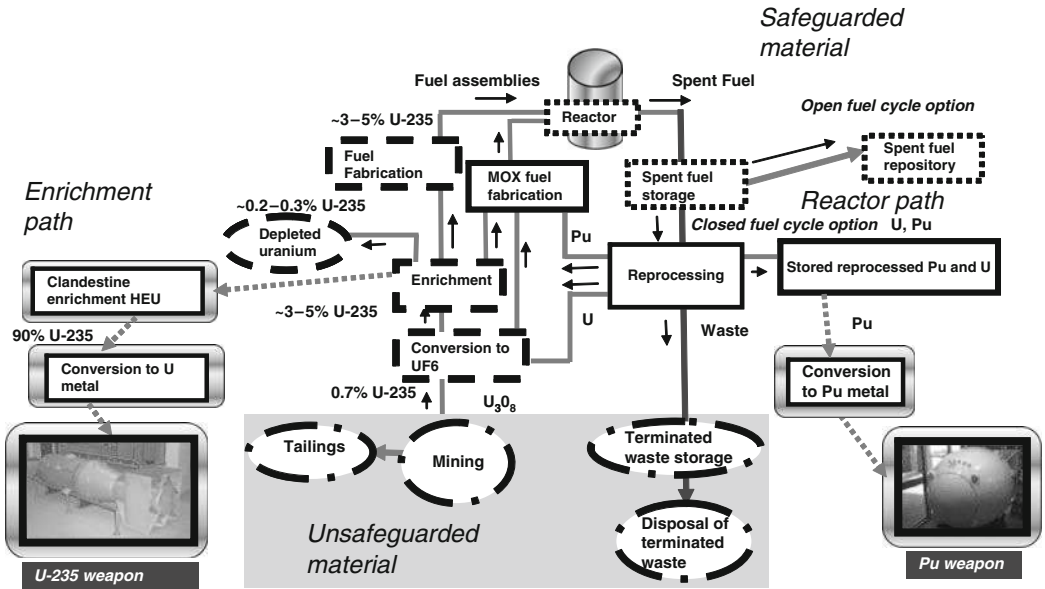 Safeguarded
material
Fuel assemblies
Spent Fuel
Open fuel cycle option
Reactor
~3–5% U-235
Fuel
Fabrication
MOX fuel
fabrication
Spent fuel
storage
Spent fuel
repository
Enrichment
path
Reactor path
~0.2–0.3% U-235
Depleted
uranium
Closed fuel cycle option
U, Pu
Pu
Clandestine
enrichment HEU
Enrichment
Reprocessing
Stored reprocessed Pu and U
~3–5% U-235
U
Waste
Pu
90% U-235
Conversion to U
metal
Conversion to
UF6
Conversion
to Pu metal
0.7% U-235
U₃0₈
Tailings
Mining
Terminated
waste storage
Unsafeguarded
material
Disposal of
terminated
waste
U-235 weapon
Pu weapon